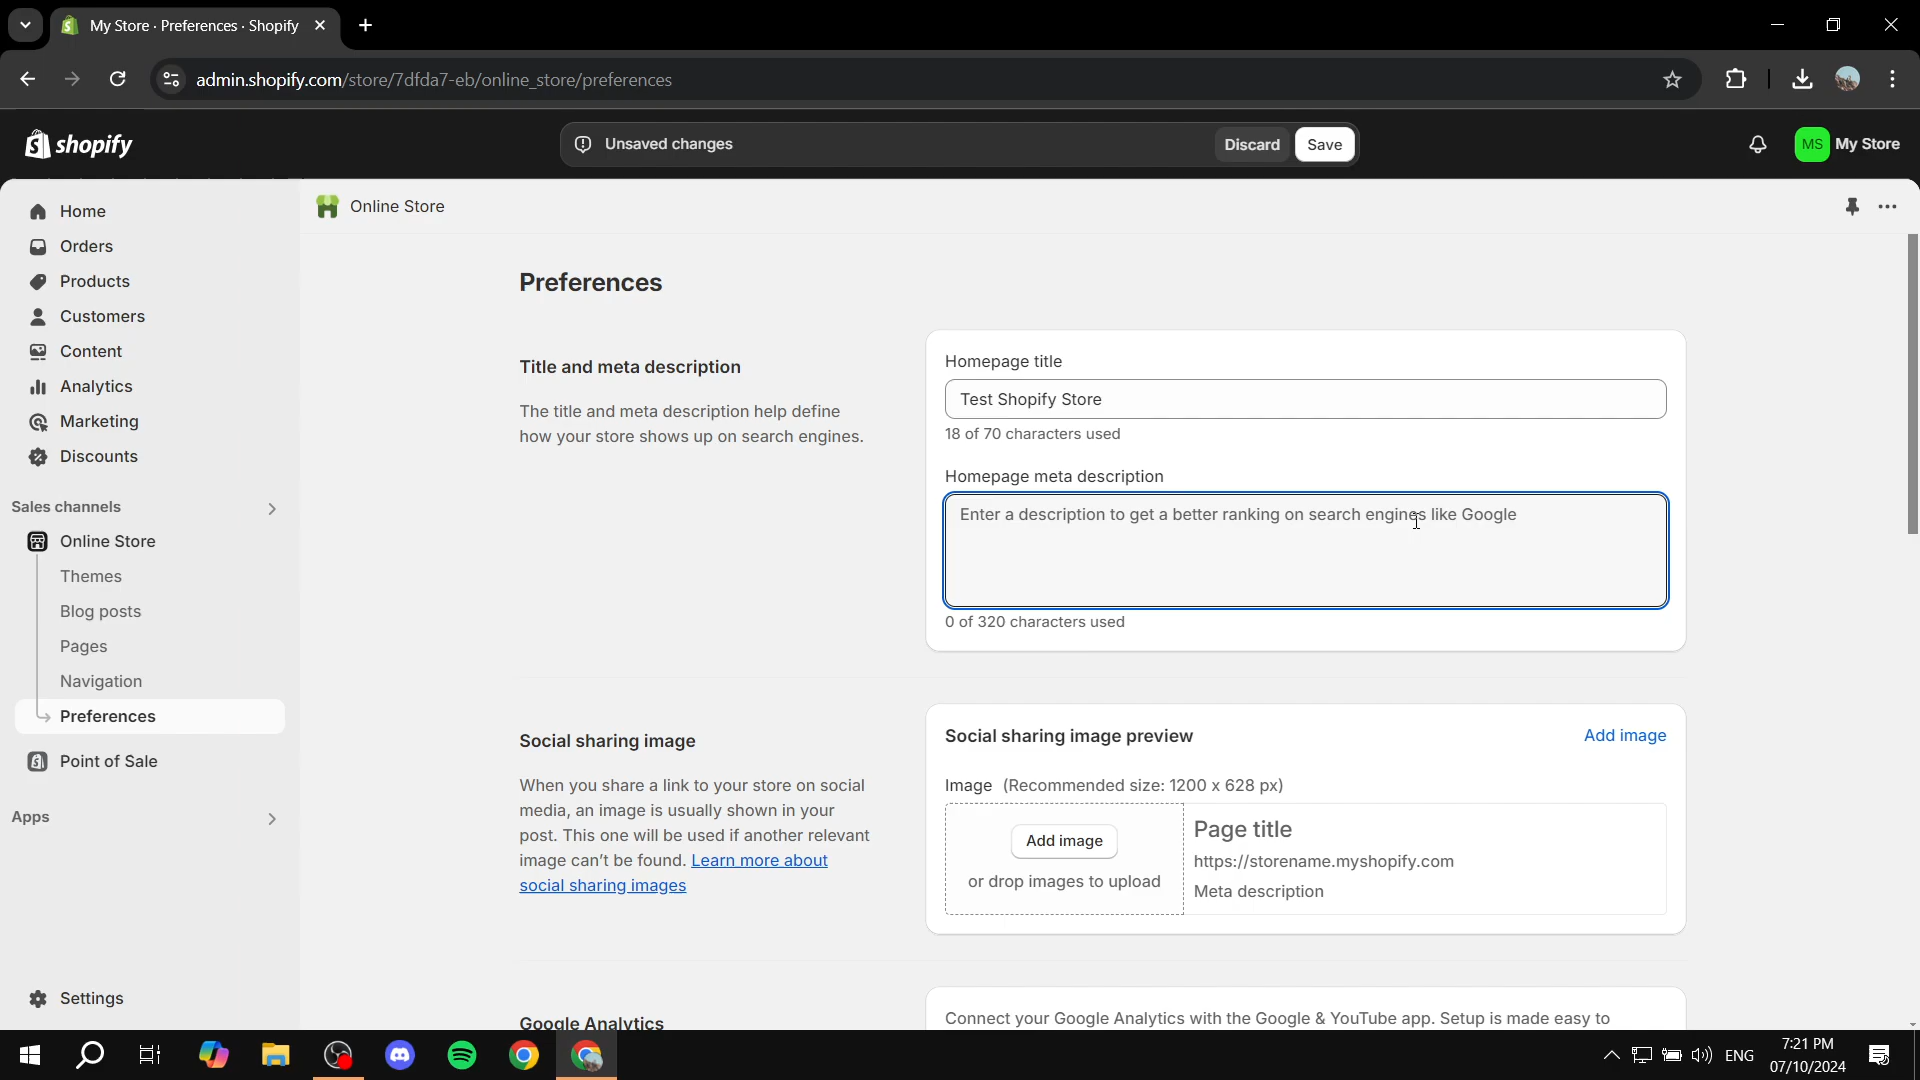 My Store · Preferences · Shopify
admin.shopify.com/store/7dfda7-eb/online_store/preferences
shopify
Unsaved changes
Discard
Save
MS
My Store
Home
Orders
Products
Customers
Content
Analytics
Marketing
Discounts
Sales channels
Online Store
Themes
Blog posts
Pages
Navigation
Preferences
Point of Sale
Apps
Settings
Online Store
Preferences
Title and meta description
The title and meta description help define
how your store shows up on search engines.
Homepage title
Test Shopify Store
18 of 70 characters used
Homepage meta description
Enter a description to get a better ranking on search engines like Google
0 of 320 characters used
Social sharing image
When you share a link to your store on social
media, an image is usually shown in your
post. This one will be used if another relevant
image can't be found. Learn more about
social sharing images
Social sharing image preview
Add image
Image (Recommended size: 1200 x 628 px)
Add image
or drop images to upload
Page title
https://storename.myshopify.com
Meta description
Google Analytics
Connect your Google Analytics with the Google & YouTube app. Setup is made easy to
ENG
7:21 PM
07/10/2024